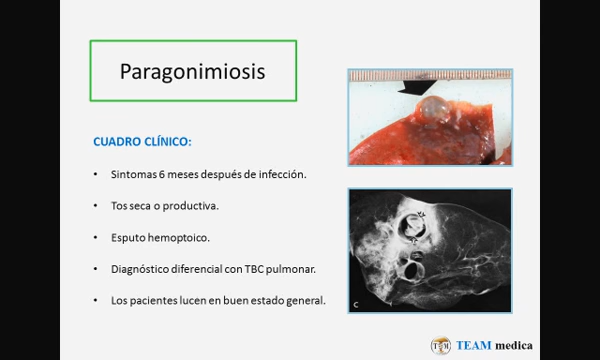 Paragonimiosis
CUADRO CLÍNICO:
• Sintomas 6 meses después de infección.
• Tos seca o productiva.
• Esputo hemoptoico.
• Diagnóstico diferencial con TBC pulmonar.
• Los pacientes lucen en buen estado general.
C
TEAM medica